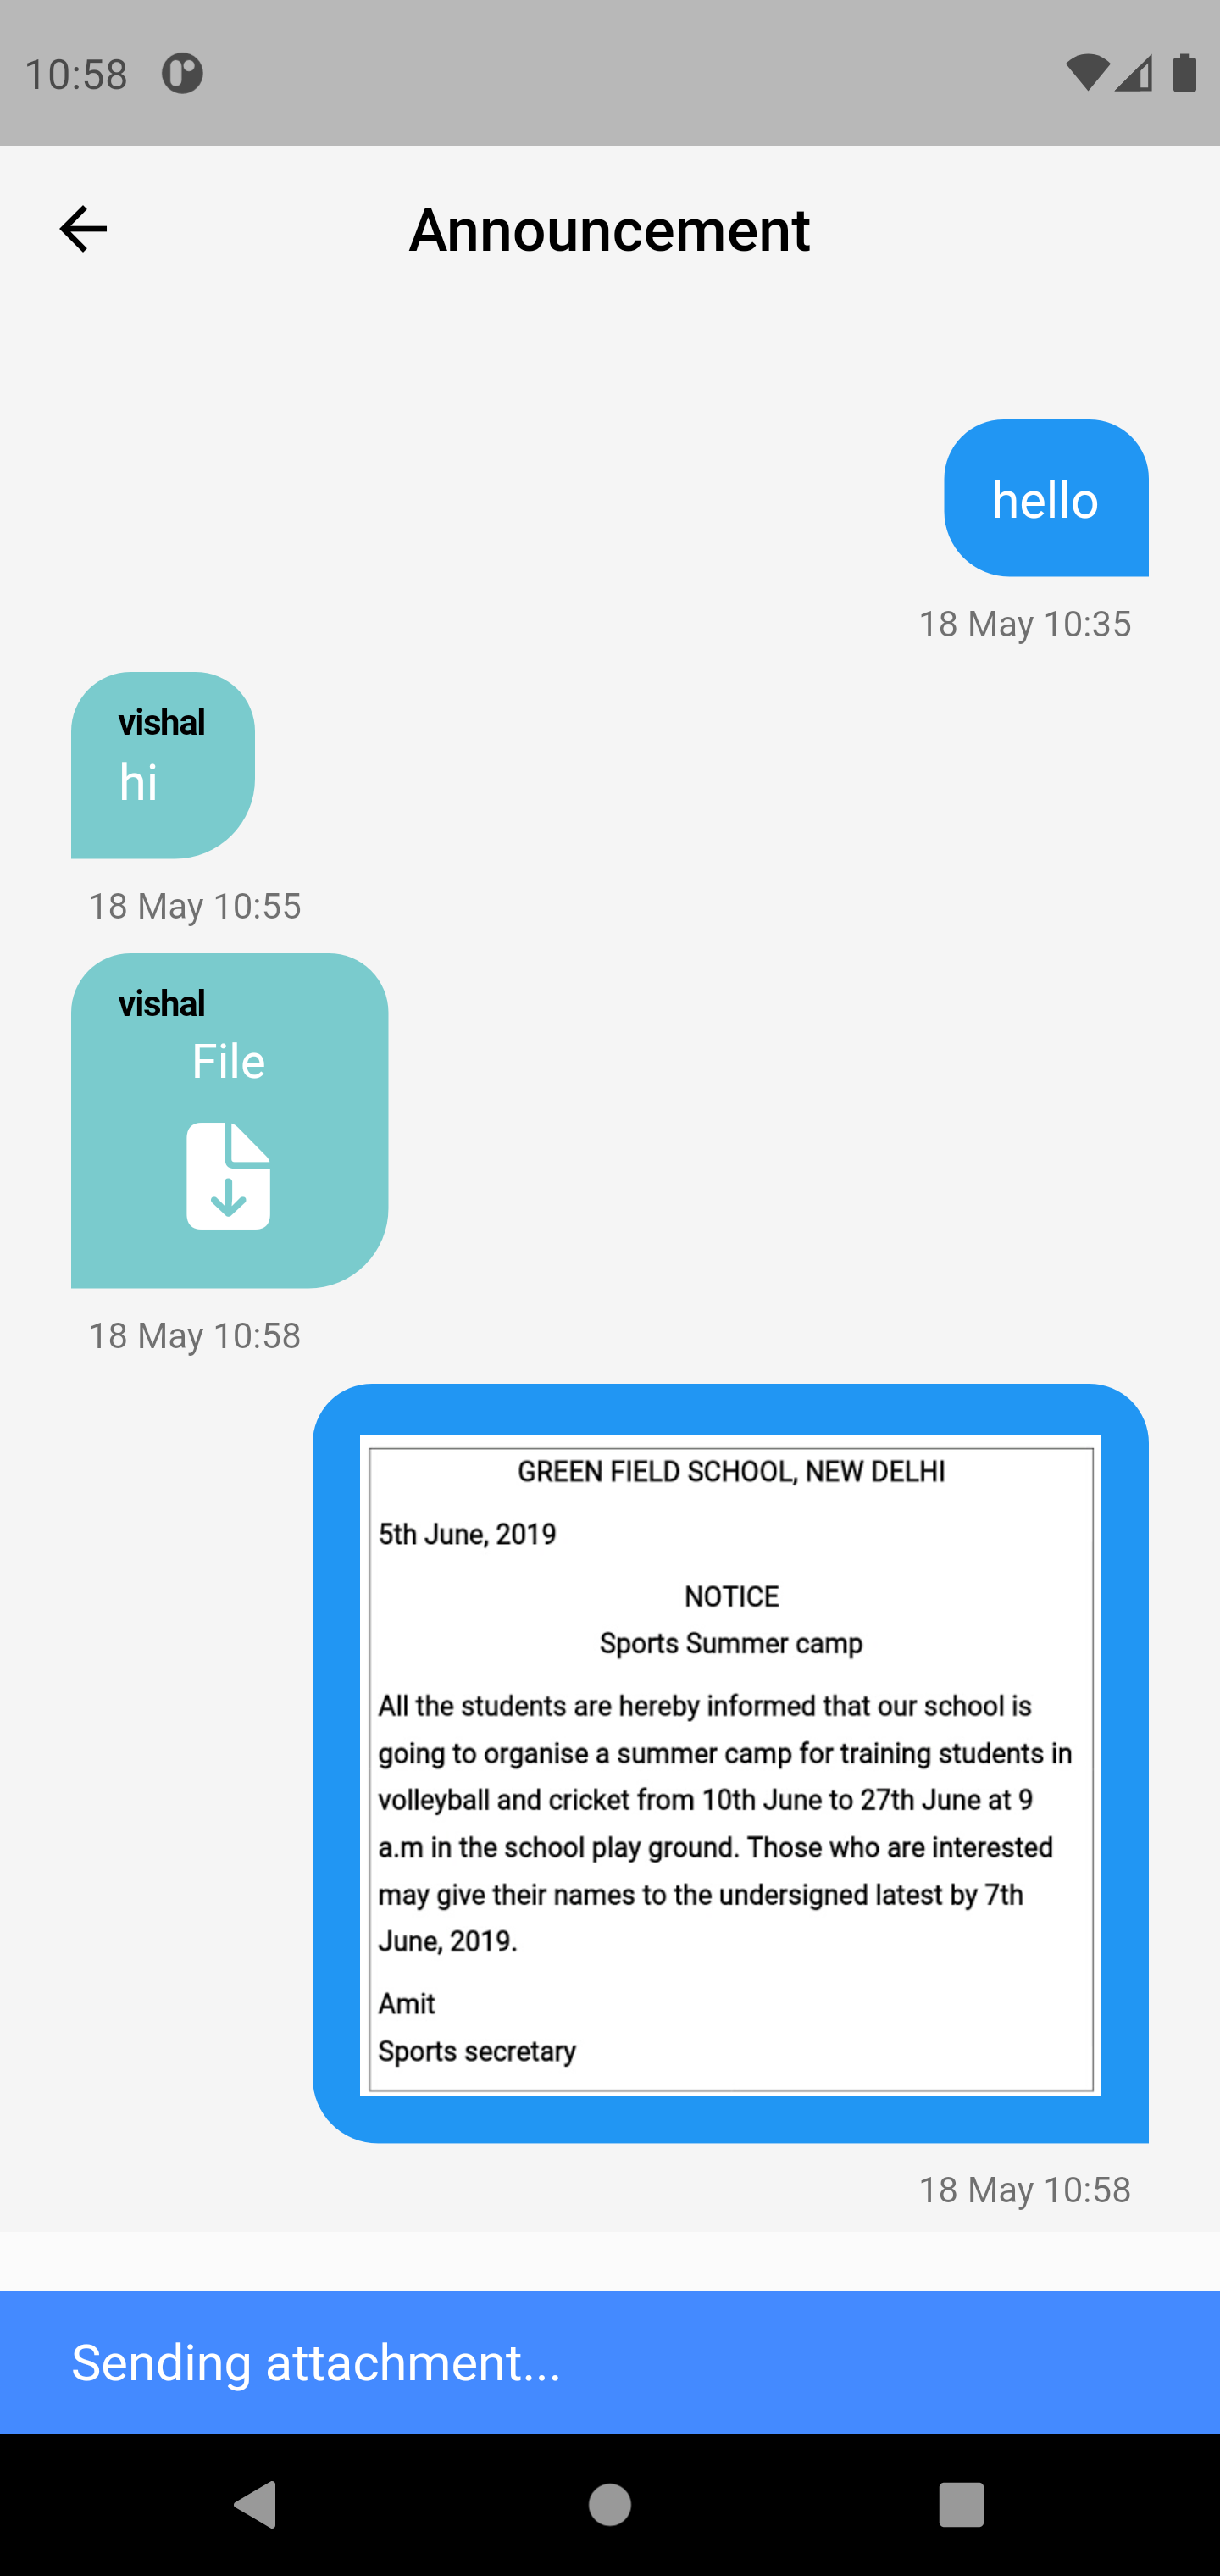 10:58
Announcement
hello
18 May 10:35
vishal
hi
18 May 10:55
vishal
File
18 May 10:58
GREEN FIELD SCHOOL, NEW DELHI
5th June, 2019
NOTICE
Sports Summer camp
All the students are hereby informed that our school is
going to organise a summer camp for training students in
volleyball and cricket from 10th June to 27th June at 9
a.m in the school play ground. Those who are interested
may give their names to the undersigned latest by 7th
June, 2019.
Amit
Sports secretary
18 May 10:58
Sending attachment...